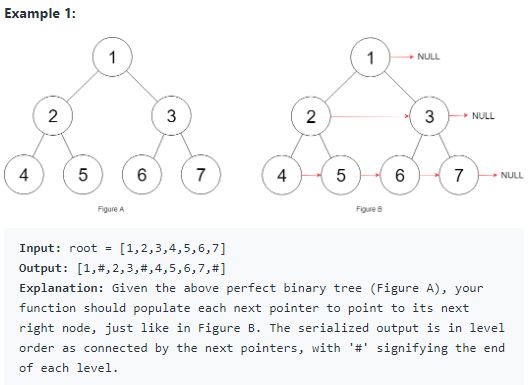 Example 1:
1
2 3
4 5 6 7
Figure A
1 NULL
2 3 NULL
4 5 6 7 NULL
Figure B
Input: root = [1,2,3,4,5,6,7]
Output: [1,#,2,3,#,4,5,6,7,#]
Explanation: Given the above perfect binary tree (Figure A), your
function should populate each next pointer to point to its next
right node, just like in Figure B. The serialized output is in level
order as connected by the next pointers, with '#' signifying the end
of each level.